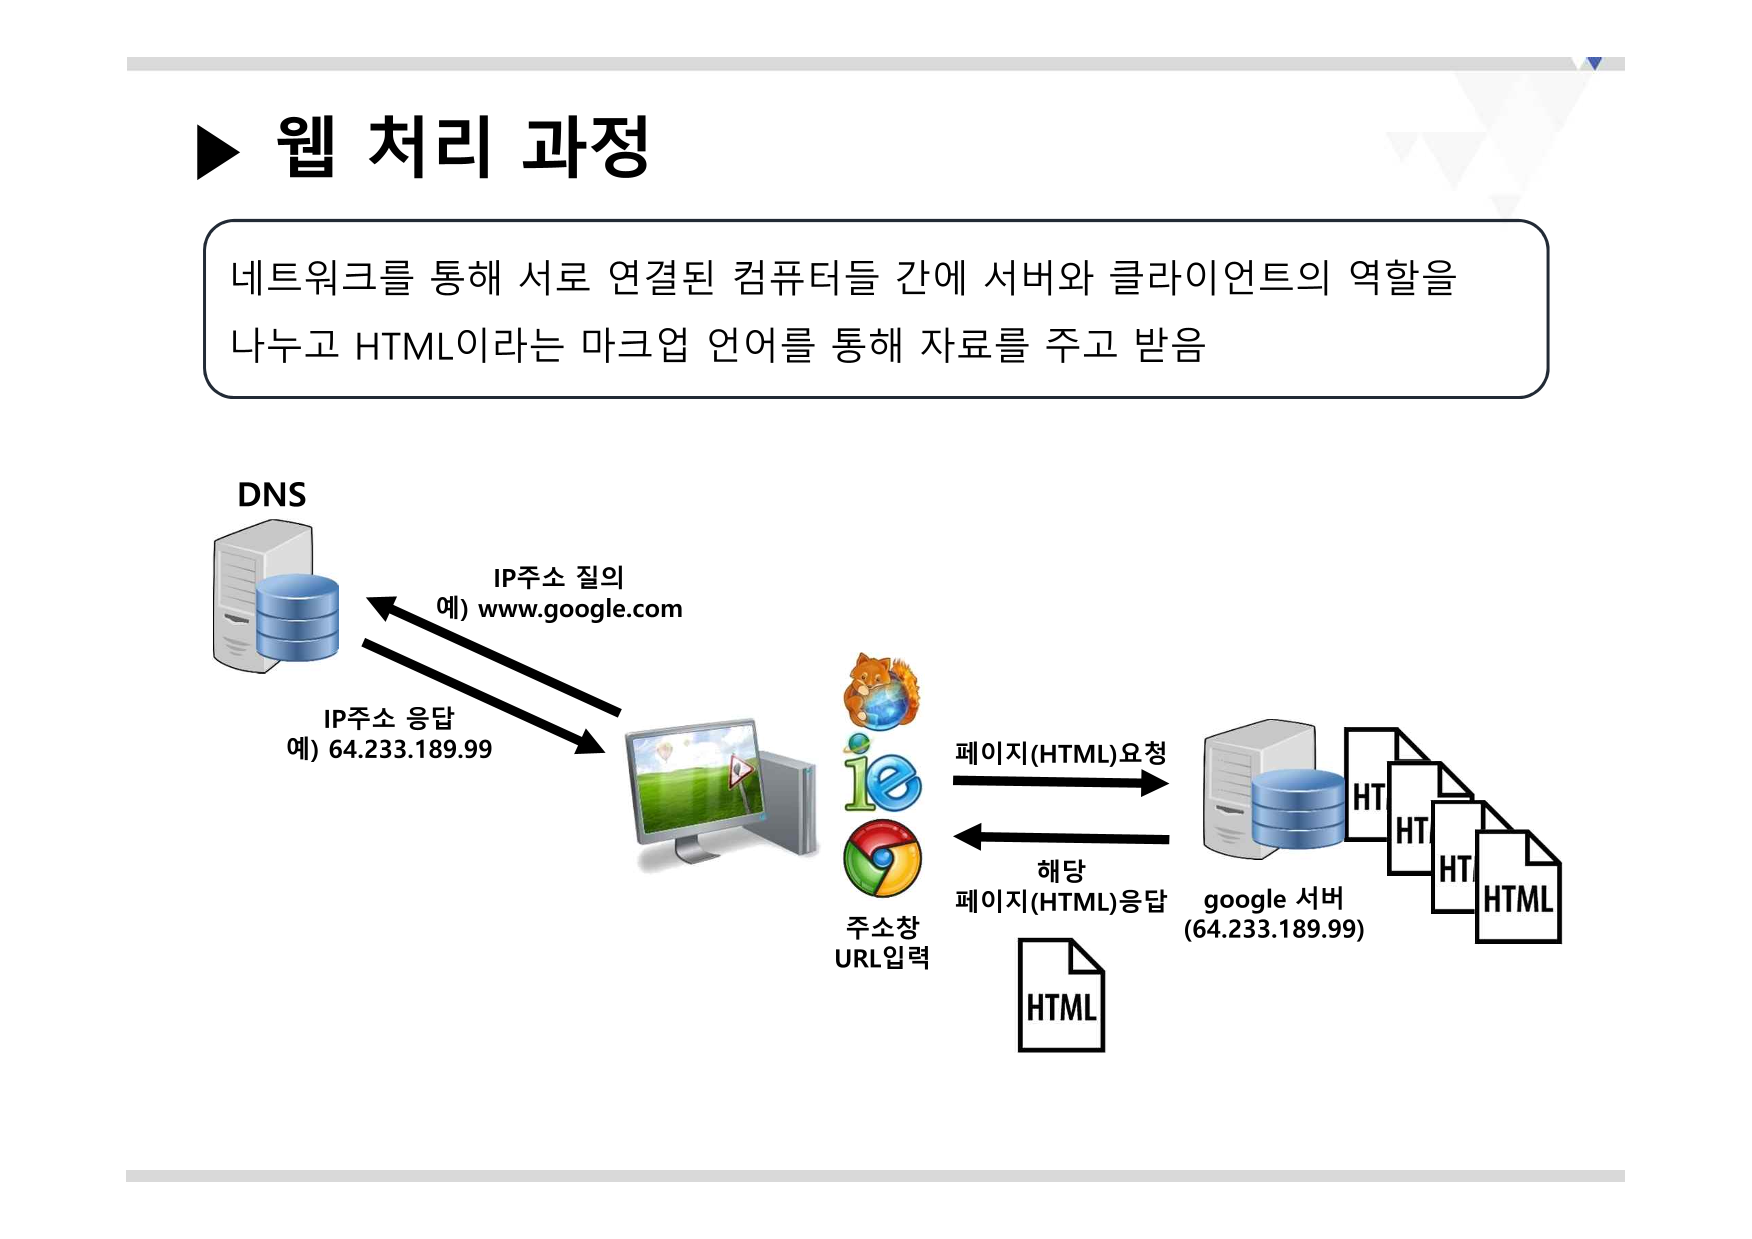 웹 처리 과정
네트워크를 통해 서로 연결된 컴퓨터들 간에 서버와 클라이언트의 역할을
나누고 HTML이라는 마크업 언어를 통해 자료를 주고 받음
DNS
IP주소 질의
예) www.google.com
IP주소 응답
예) 64.233.189.99
주소창
URL입력
페이지(HTML)요청
해당
페이지(HTML)응답
HTML
google 서버
(64.233.189.99)
HT
HT
HT
HTML